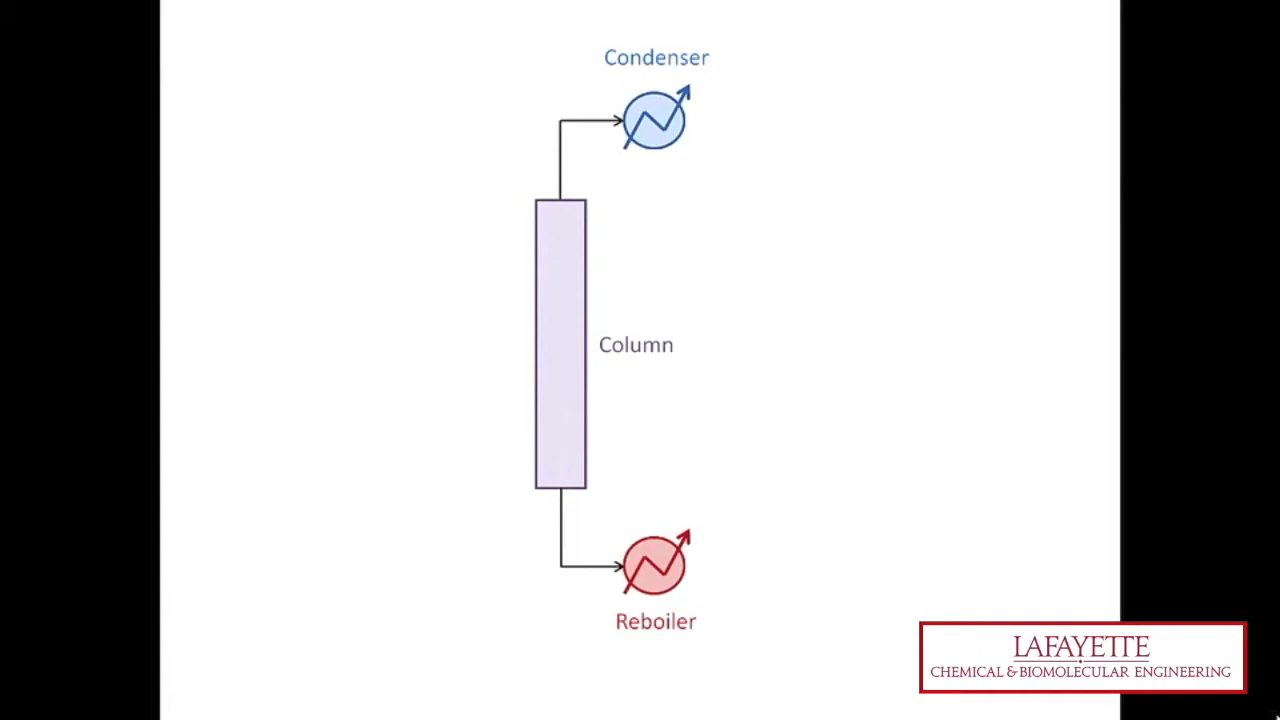 Condenser
Column
Reboiler
LAFAYETTE
CHEMICAL & BIOMOLECULAR ENGINEERING